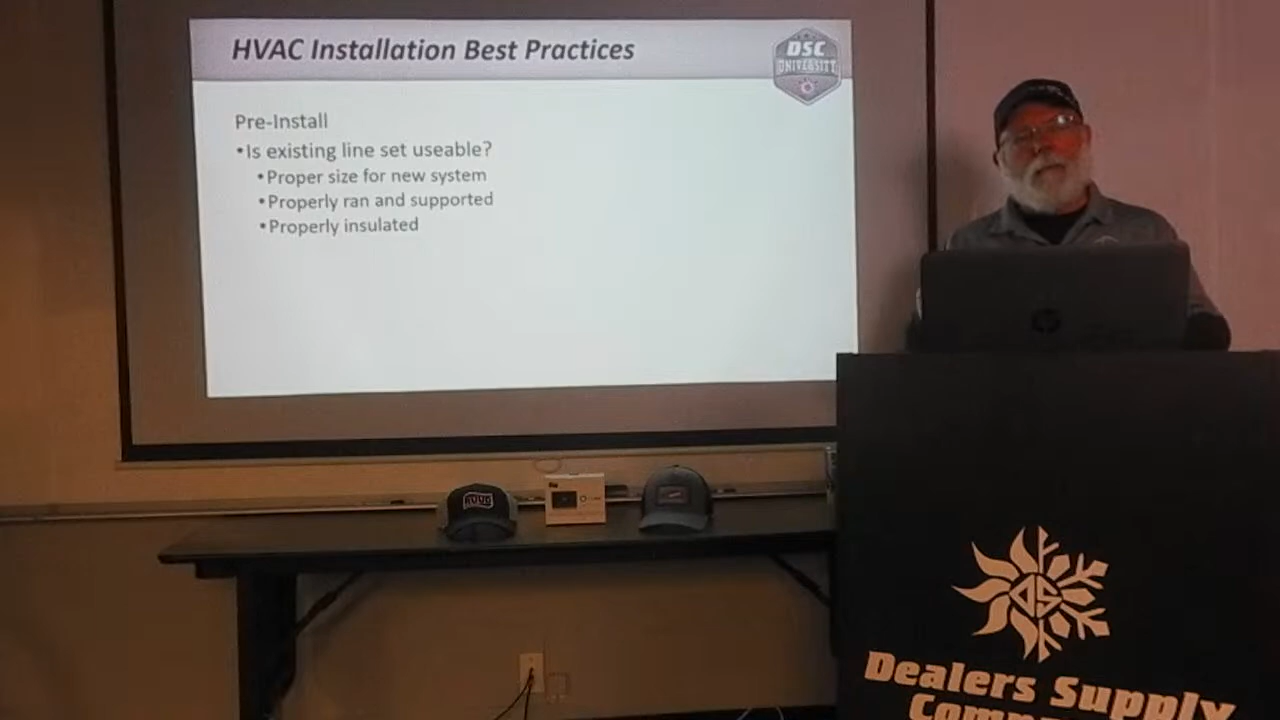 HVAC Installation Best Practices
DSC
UNIVERSITY
Pre-Install
•Is existing line set useable?
•Proper size for new system
•Properly ran and supported
•Properly insulated
DS
Dealers Supply